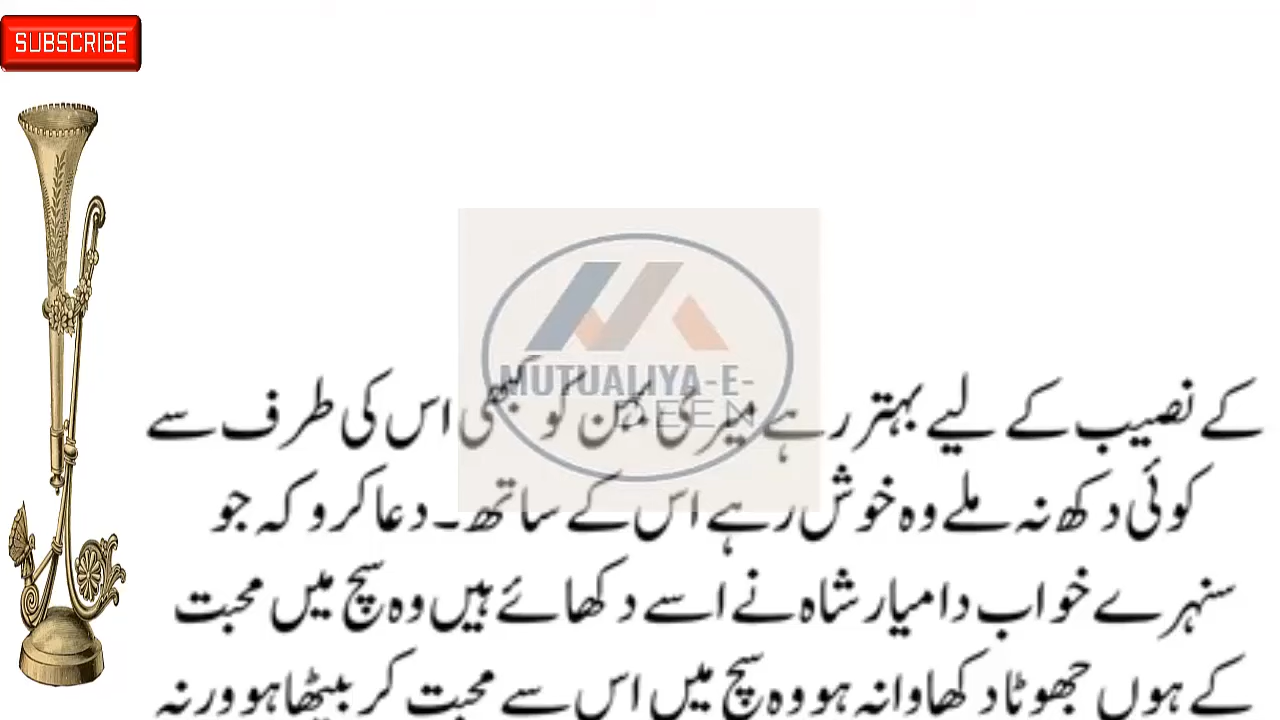 SUBSCRIBE
MUTUALIYA-E-
DEEN
کے نصیب کے لیے بہتر رہے میری بہن کو کبھی اس کی طرف سے
کوئی دکھ نہ ملے وہ خوش رہے اس کے ساتھ۔ دعا کرو کہ جو
سنہرے خواب دامیار شاہ نے اسے دکھائے ہیں وہ سچ میں محبت
کے ہوں جھوٹا دکھاوا نہ ہو وہ سچ میں اس سے محبت کر بیٹھا ہو ورنہ